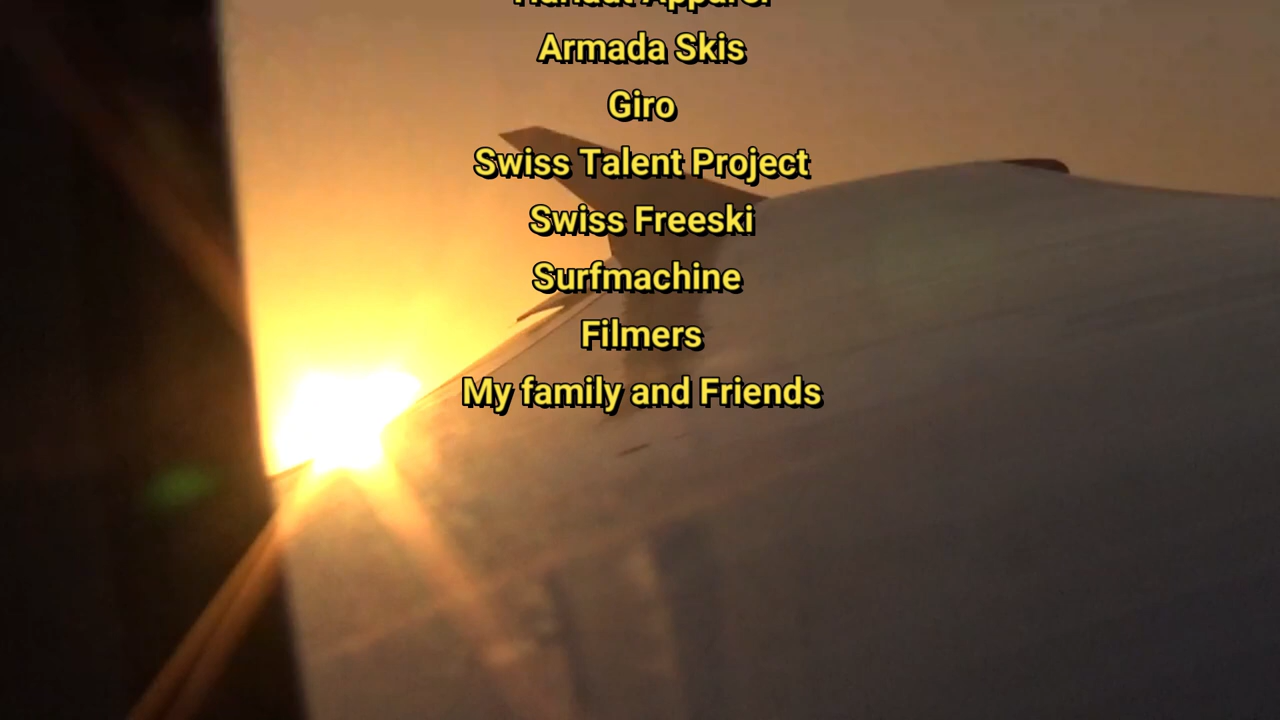 Armada Skis
Giro
Swiss Talent Project
Swiss Freeski
Surfmachine
Filmers
My family and Friends